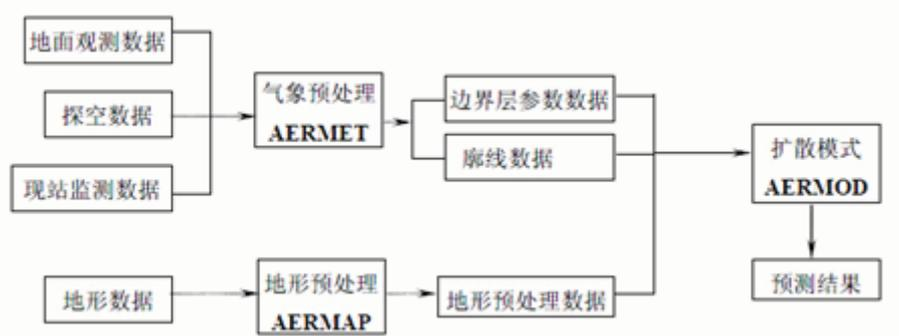 地面观测数据
探空数据
现站监测数据
气象预处理
AERMET
边界层参数数据
廓线数据
扩散模式
AERMOD
预测结果
地形数据
地形预处理
AERMAP
地形预处理数据